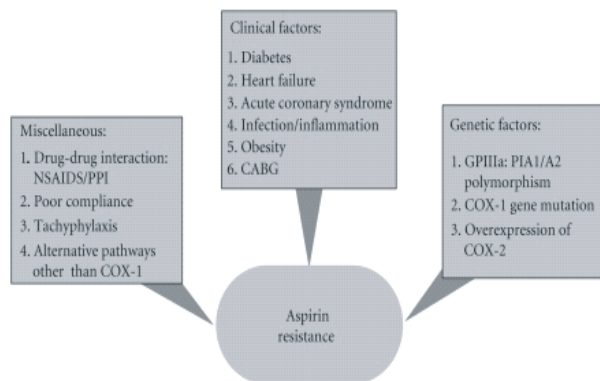 Clinical factors:
1. Diabetes
2. Heart failure
3. Acute coronary syndrome
4. Infection/inflammation
5. Obesity
6. CABG
Miscellaneous:
1. Drug-drug interaction:
NSAIDS/PPI
2. Poor compliance
3. Tachyphylaxis
4. Alternative pathways
other than COX-1
Genetic factors:
1. GPIIIa: PIA1/A2
polymorphism
2. COX-1 gene mutation
3. Overexpression of
COX-2
Aspirin
resistance